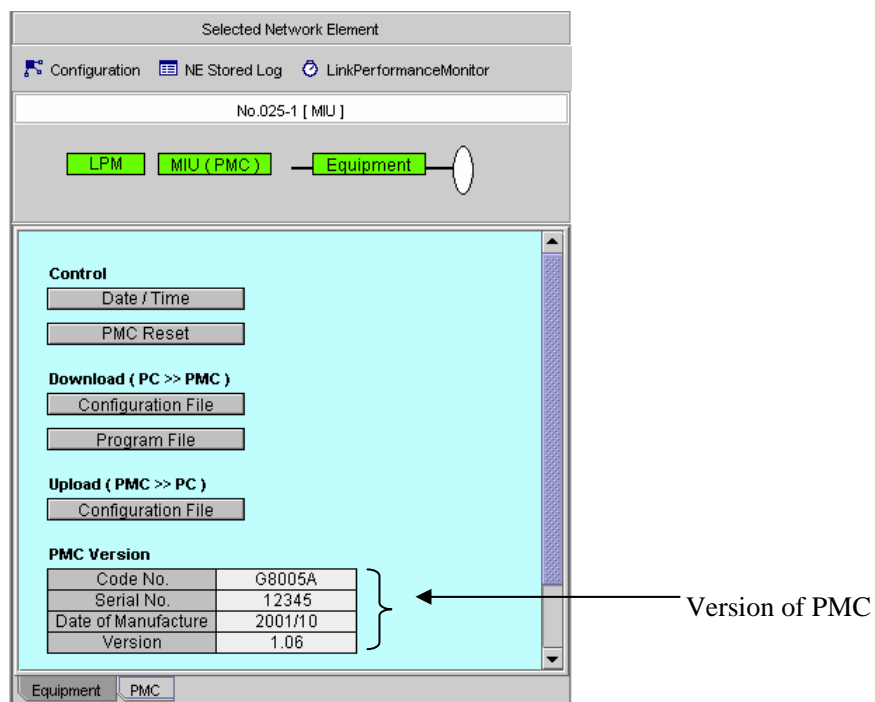 Selected Network Element
Configuration NE Stored Log LinkPerformanceMonitor
No.025-1 [ MIU ]
LPM MIU ( PMC ) Equipment
Control
Date / Time
PMC Reset
Download ( PC >> PMC )
Configuration File
Program File
Upload ( PMC >> PC )
Configuration File
PMC Version
Code No. G8005A
Serial No. 12345
Date of Manufacture 2001/10
Version 1.06
Version of PMC
Equipment PMC